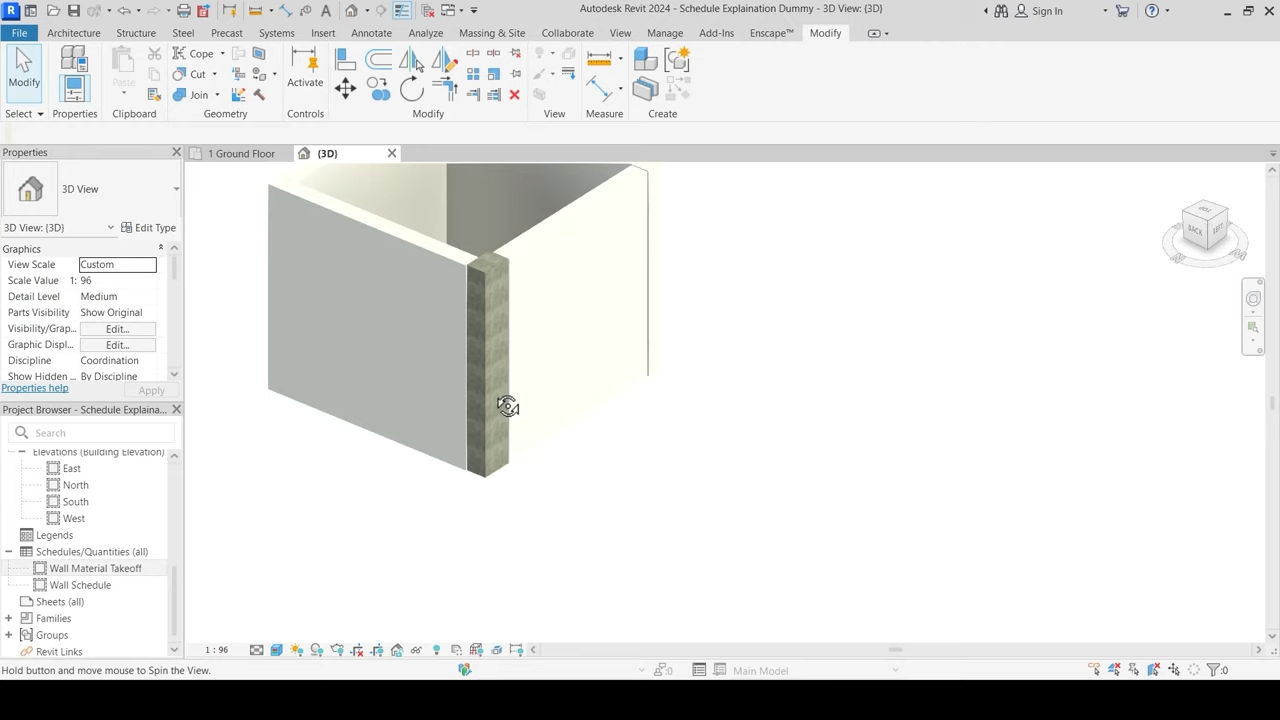 Autodesk Revit 2024 - Schedule Explaination Dummy - 3D View: {3D}
Sign In
File Architecture Structure Steel Precast Systems Insert Annotate Analyze Massing & Site Collaborate View Manage Add-Ins Enscape™ Modify
Modify
Paste
Cope
Cut
Join
Activate
Select Properties Clipboard Geometry Controls Modify View Measure Create
Properties
1 Ground Floor
{3D}
3D View
3D View: {3D}
Edit Type
Graphics
View Scale Custom
Scale Value 1: 96
Detail Level Medium
Parts Visibility Show Original
Visibility/Grap... Edit...
Graphic Displ... Edit...
Discipline Coordination
Show Hidden ... By Discipline
Properties help
Apply
Project Browser - Schedule Explaina...
Search
Elevations (Building Elevation)
East
North
South
West
Legends
Schedules/Quantities (all)
Wall Material Takeoff
Wall Schedule
Sheets (all)
Families
Groups
Revit Links
BACK
LEFT
TOP
1 : 96
Hold button and move mouse to Spin the View.
:0
Main Model
:0